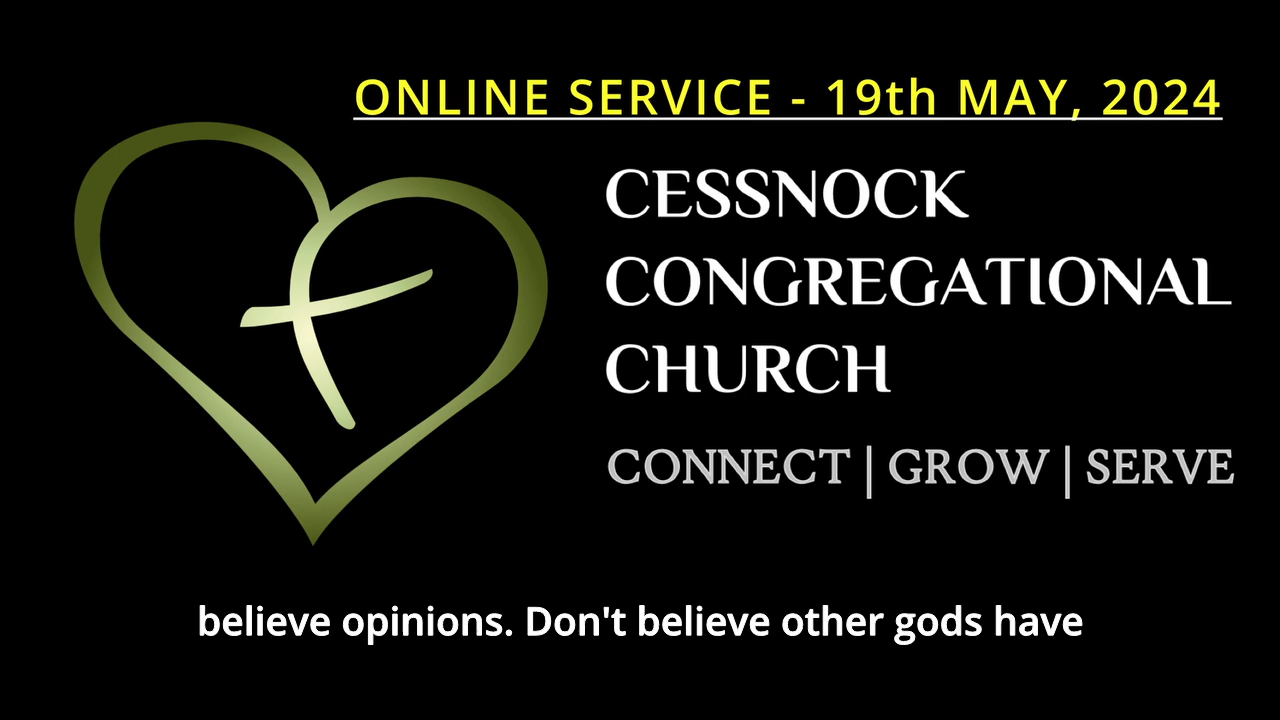 ONLINE SERVICE - 19th MAY, 2024
CESSNOCK
CONGREGATIONAL
CHURCH
CONNECT | GROW | SERVE
believe opinions. Don't believe other gods have